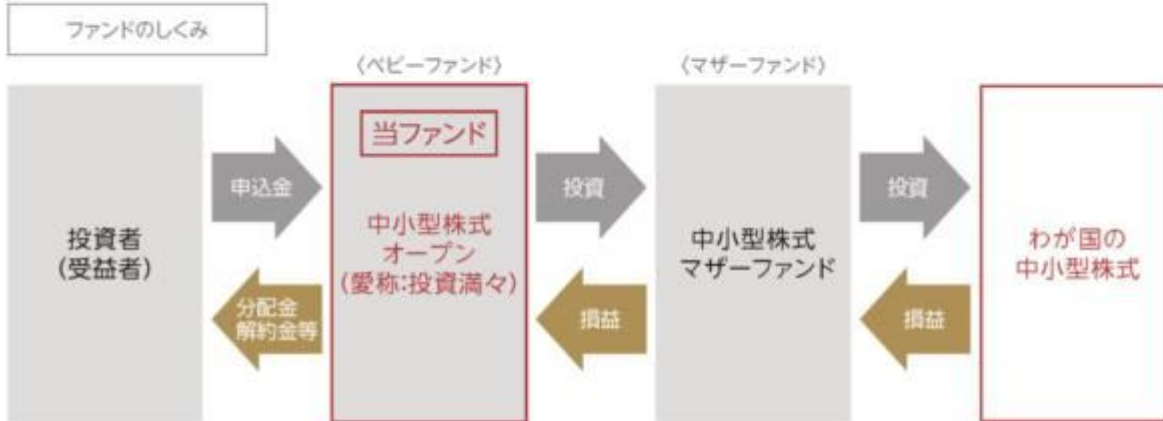 ファンドのしくみ
〈ベビーファンド〉
〈マザーファンド〉
投資者
(受益者)
申込金
分配金
解約金等
当ファンド
中小型株式
オープン
(愛称:投資満々)
投資
損益
中小型株式
マザーファンド
投資
損益
わが国の
中小型株式